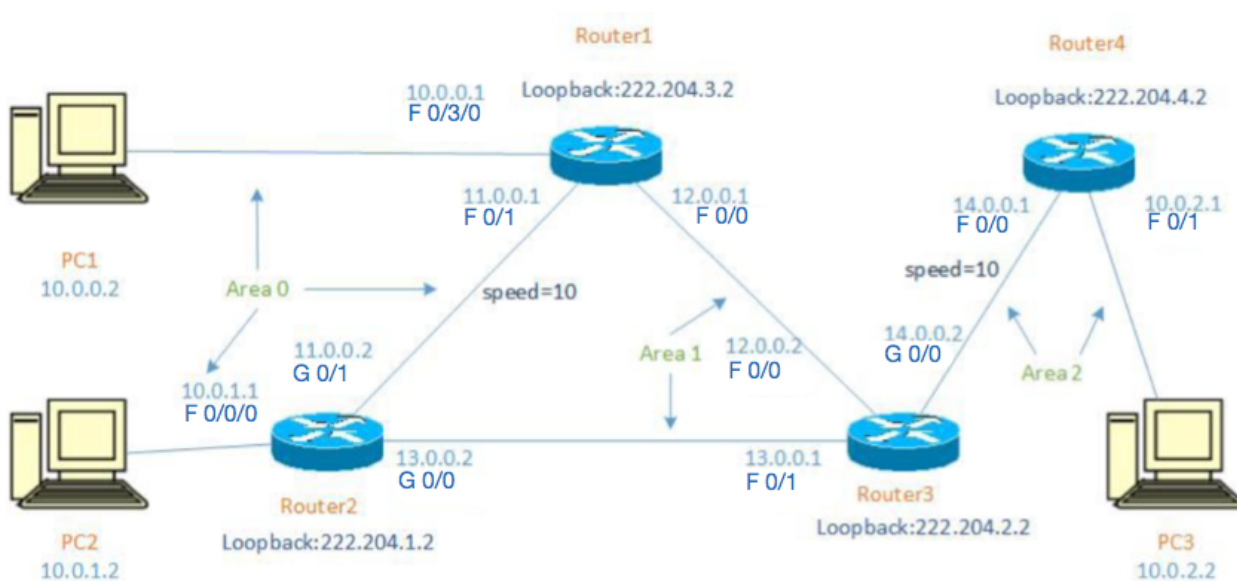 Router1
Router4
Loopback:222.204.3.2
Loopback:222.204.4.2
10.0.0.1
F 0/3/0
11.0.0.1
F 0/1
12.0.0.1
F 0/0
14.0.0.1
F 0/0
10.0.2.1
F 0/1
PC1
10.0.0.2
Area 0
speed=10
speed=10
11.0.0.2
G 0/1
Area 1
12.0.0.2
F 0/0
14.0.0.2
G 0/0
Area 2
10.0.1.1
F 0/0/0
13.0.0.2
G 0/0
13.0.0.1
F 0/1
Router2
Loopback:222.204.1.2
Router3
Loopback:222.204.2.2
PC2
10.0.1.2
PC3
10.0.2.2